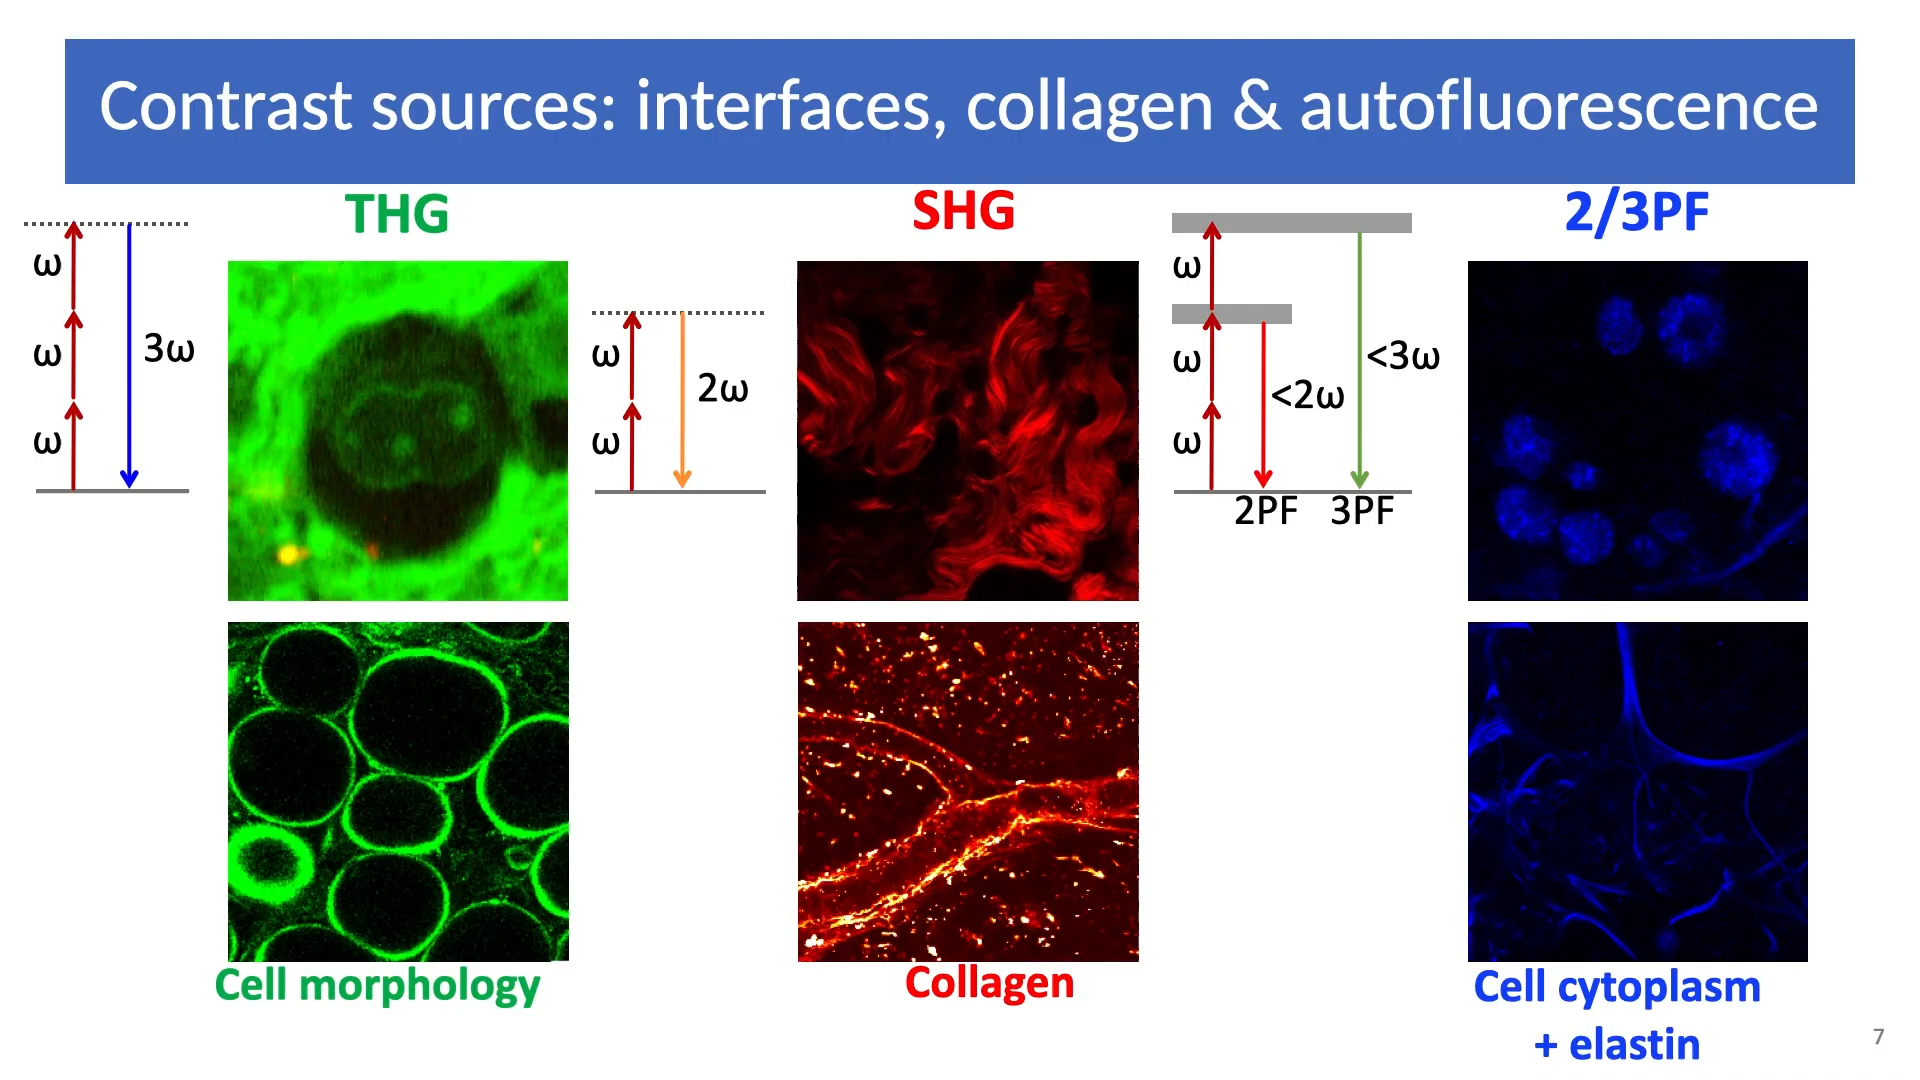 Contrast sources: interfaces, collagen & autofluorescence
THG
ω
ω
ω
3ω
Cell morphology
SHG
ω
ω
2ω
Collagen
2/3PF
ω
ω
ω
<2ω
<3ω
2PF 3PF
Cell cytoplasm
+ elastin
7